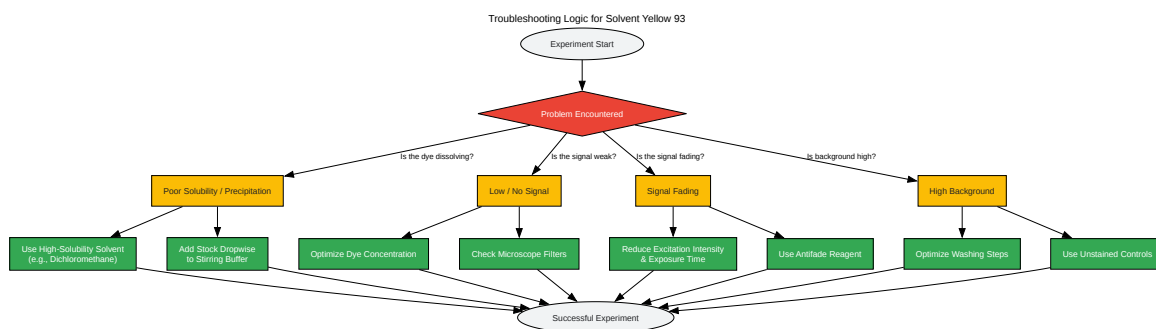 Troubleshooting Logic for Solvent Yellow 93
Experiment Start
Problem Encountered
Is the dye dissolving?
Is the signal weak?
Is the signal fading?
Is background high?
Poor Solubility / Precipitation
Low / No Signal
Signal Fading
High Background
Use High-Solubility Solvent
(e.g., Dichloromethane)
Add Stock Dropwise
to Stirring Buffer
Optimize Dye Concentration
Check Microscope Filters
Reduce Excitation Intensity
& Exposure Time
Use Antifade Reagent
Optimize Washing Steps
Use Unstained Controls
Successful Experiment